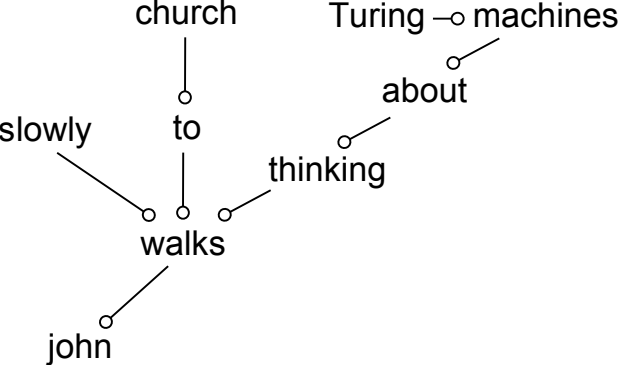 church
Turing machines
about
slowly
to
thinking
walks
john